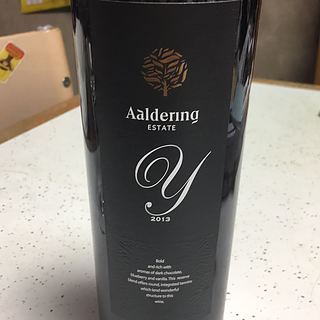 Aaldering
ESTATE
y
2013
Bold
and rich with
aromas of dark chocolate,
blueberry and vanilla. This reserve
blend offers round, integrated tannins
which lend wonderful
structure to this
wine.